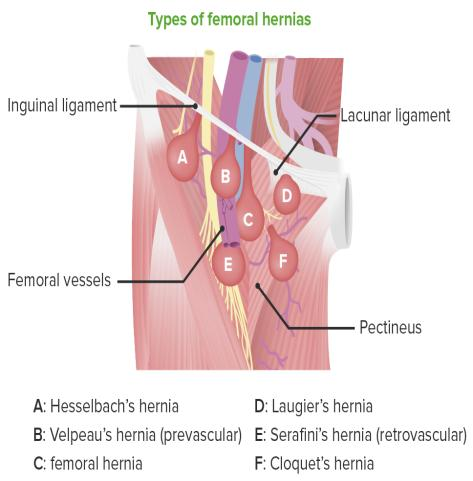 Types of femoral hernias
Inguinal ligament
Lacunar ligament
A
B
D
C
E
F
Femoral vessels
Pectineus
A: Hesselbach's hernia
D: Laugier's hernia
B: Velpeau's hernia (prevascular)
E: Serafini's hernia (retrovascular)
C: femoral hernia
F: Cloquet's hernia